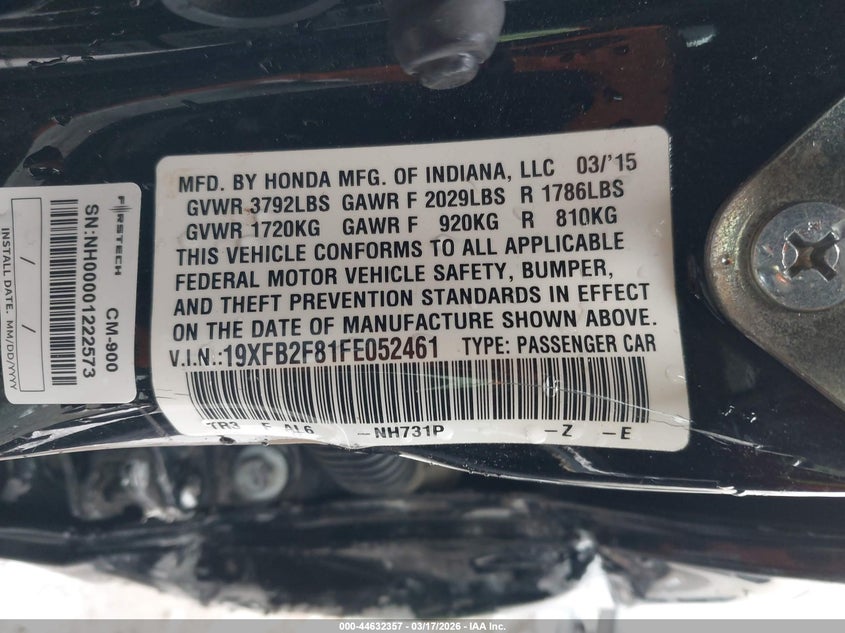 FIRSTECH
CM-900
SN:NH00001222573
INSTALL DATE. MM/DD/YYYY
/ /
MFD. BY HONDA MFG. OF INDIANA, LLC 03/'15
GVWR 3792LBS GAWR F 2029LBS R 1786LBS
GVWR 1720KG GAWR F 920KG R 810KG
THIS VEHICLE CONFORMS TO ALL APPLICABLE
FEDERAL MOTOR VEHICLE SAFETY, BUMPER,
AND THEFT PREVENTION STANDARDS IN EFFECT
ON THE DATE OF MANUFACTURE SHOWN ABOVE.
V.I.N.:19XFB2F81FE052461 TYPE: PASSENGER CAR
TR3 -NH731P -Z -E
000-44632357 - 03/17/2026 - IAA Inc.